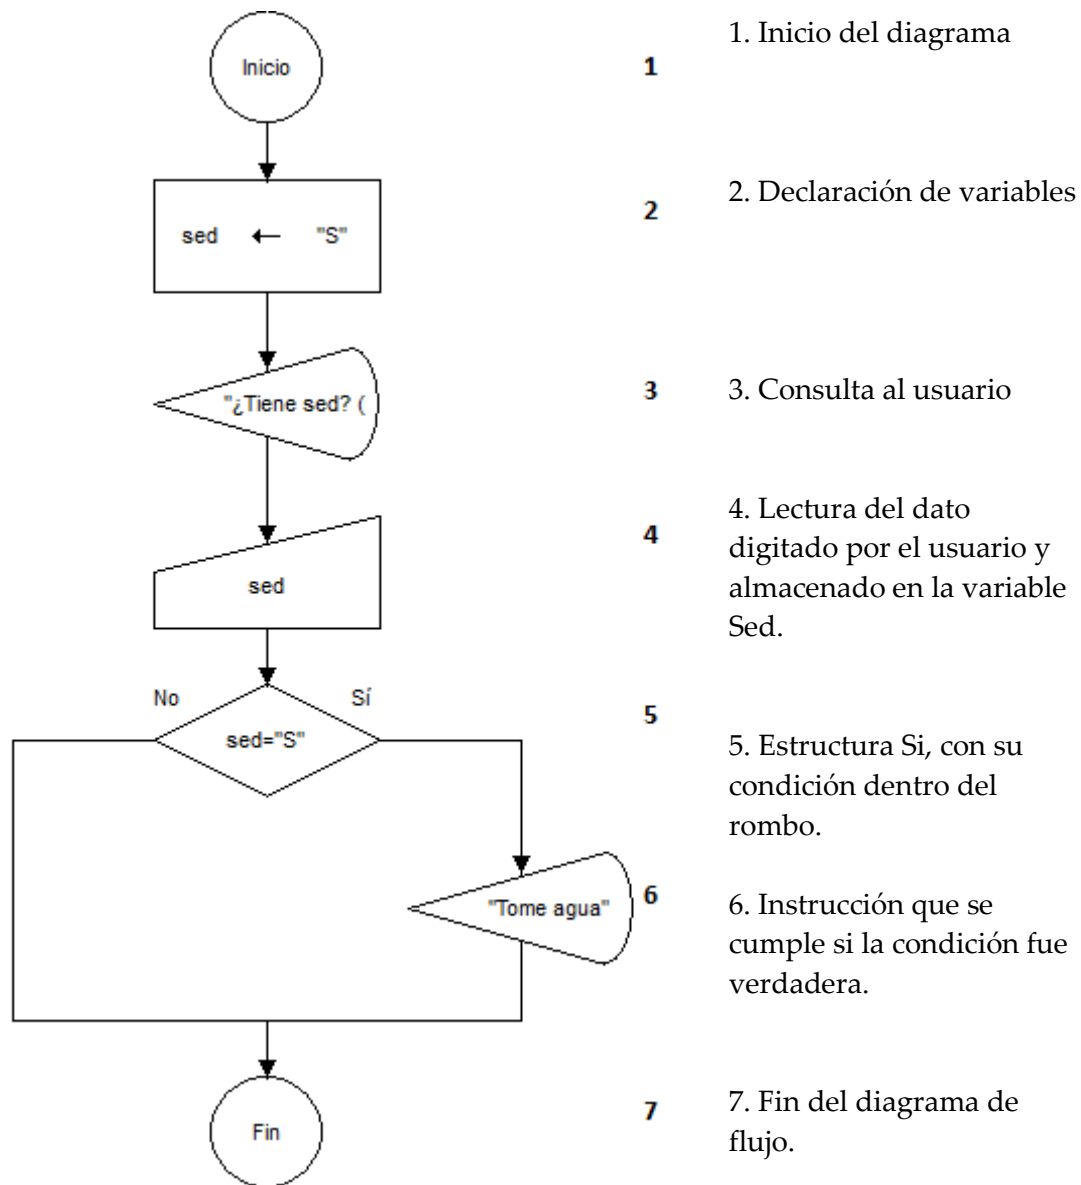 Inicio
1
1. Inicio del diagrama
sed ← "S"
2
2. Declaración de variables
"¿Tiene sed? (
3
3. Consulta al usuario
sed
4
4. Lectura del dato
digitado por el usuario y
almacenado en la variable
Sed.
No
Sí
sed="S"
5
5. Estructura Si, con su
condición dentro del
rombo.
"Tome agua"
6
6. Instrucción que se
cumple si la condición fue
verdadera.
Fin
7
7. Fin del diagrama de
flujo.